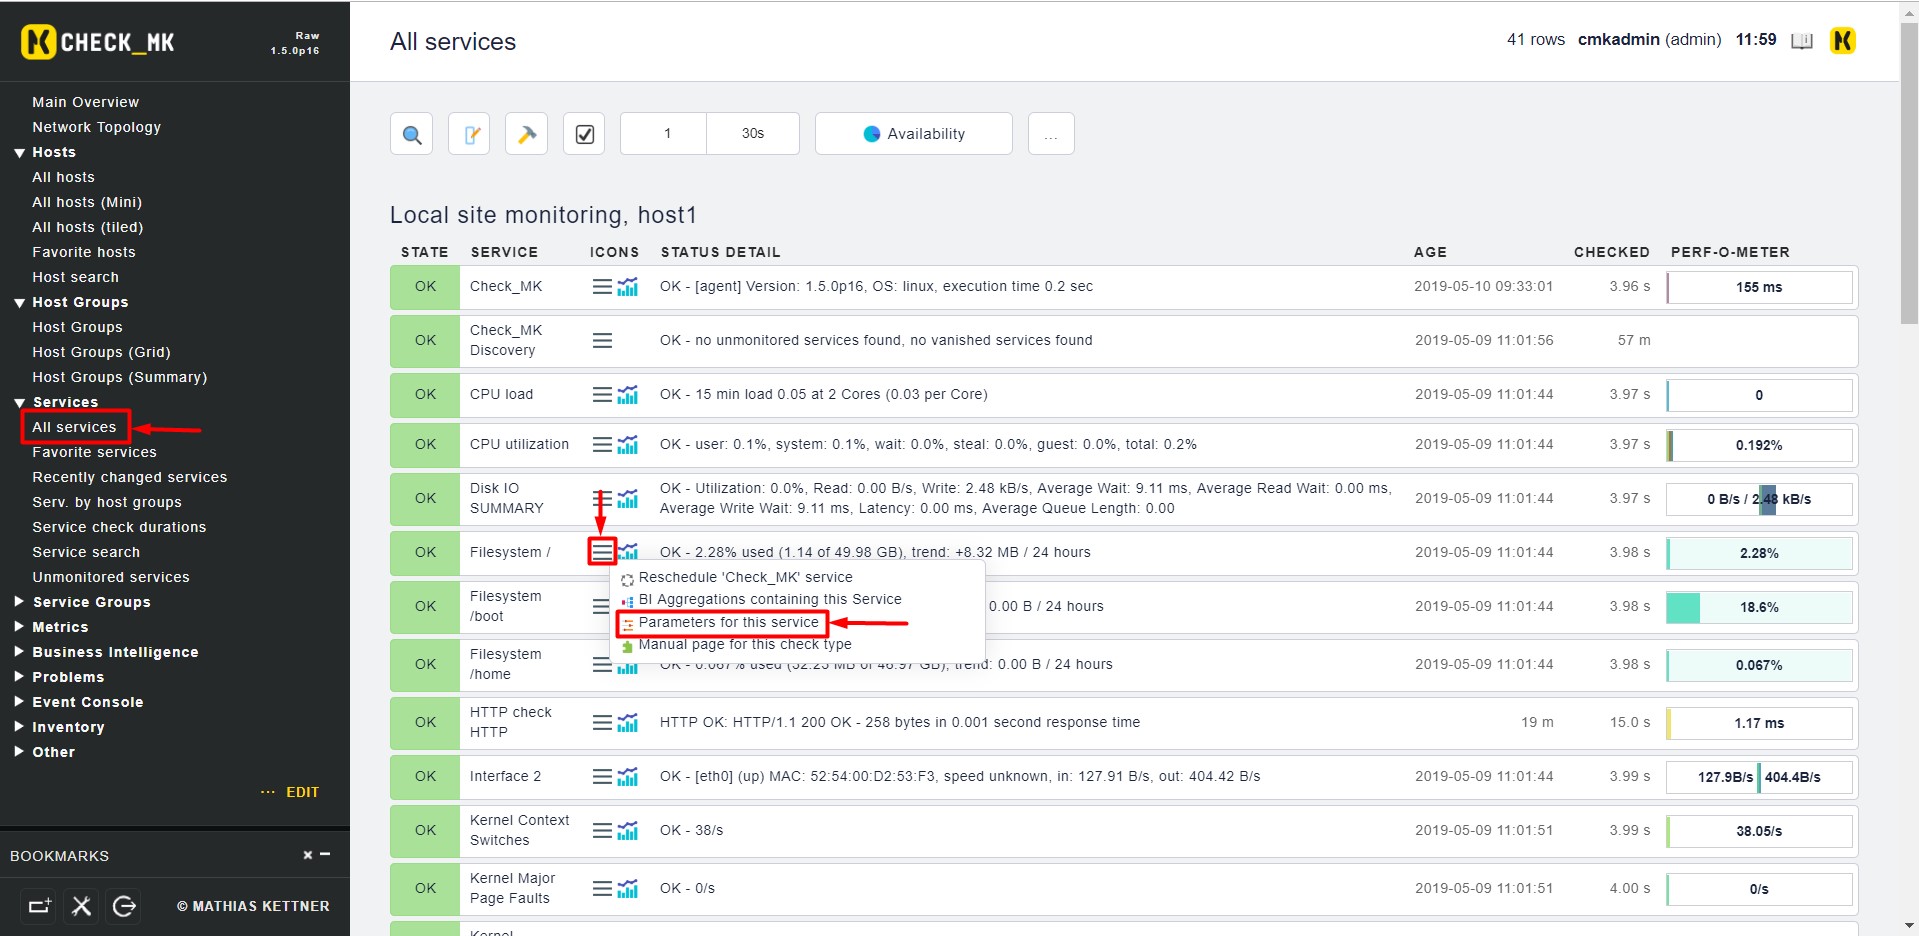 CHECK_MK
Raw
1.5.0p16
Main Overview
Network Topology
Hosts
All hosts
All hosts (Mini)
All hosts (tiled)
Favorite hosts
Host search
Host Groups
Host Groups
Host Groups (Grid)
Host Groups (Summary)
Services
All services
Favorite services
Recently changed services
Serv. by host groups
Service check durations
Service search
Unmonitored services
Service Groups
Metrics
Business Intelligence
Problems
Event Console
Inventory
Other
... EDIT
BOOKMARKS
© MATHIAS KETTNER
All services
41 rows cmkadmin (admin) 11:59
1 30s Availability ...
Local site monitoring, host1
STATE SERVICE ICONS STATUS DETAIL AGE CHECKED PERF-O-METER
OK Check_MK OK - [agent] Version: 1.5.0p16, OS: linux, execution time 0.2 sec 2019-05-10 09:33:01 3.96 s 155 ms
OK Check_MK
Discovery OK - no unmonitored services found, no vanished services found 2019-05-09 11:01:56 57 m
OK CPU load OK - 15 min load 0.05 at 2 Cores (0.03 per Core) 2019-05-09 11:01:44 3.97 s 0
OK CPU utilization OK - user: 0.1%, system: 0.1%, wait: 0.0%, steal: 0.0%, guest: 0.0%, total: 0.2% 2019-05-09 11:01:44 3.97 s 0.192%
OK Disk IO
SUMMARY OK - Utilization: 0.0%, Read: 0.00 B/s, Write: 2.48 kB/s, Average Wait: 9.11 ms, Average Read Wait: 0.00 ms,
Average Write Wait: 9.11 ms, Latency: 0.00 ms, Average Queue Length: 0.00 2019-05-09 11:01:44 3.97 s 0 B/s / 2.48 kB/s
OK Filesystem / OK - 2.28% used (1.14 of 49.98 GB), trend: +8.32 MB / 24 hours 2019-05-09 11:01:44 3.98 s 2.28%
Reschedule 'Check_MK' service
BI Aggregations containing this Service
Parameters for this service
Manual page for this check type
OK Filesystem
/boot 0.00 B / 24 hours 2019-05-09 11:01:44 3.98 s 18.6%
OK Filesystem
/home OK - 0.067% used (32.23 MB of 46.97 GB), trend: 0.00 B / 24 hours 2019-05-09 11:01:44 3.98 s 0.067%
OK HTTP check
HTTP HTTP OK: HTTP/1.1 200 OK - 258 bytes in 0.001 second response time 19 m 15.0 s 1.17 ms
OK Interface 2 OK - [eth0] (up) MAC: 52:54:00:D2:53:F3, speed unknown, in: 127.91 B/s, out: 404.42 B/s 2019-05-09 11:01:44 3.99 s 127.9B/s 404.4B/s
OK Kernel Context
Switches OK - 38/s 2019-05-09 11:01:51 3.99 s 38.05/s
OK Kernel Major
Page Faults OK - 0/s 2019-05-09 11:01:51 4.00 s 0/s
Kernel